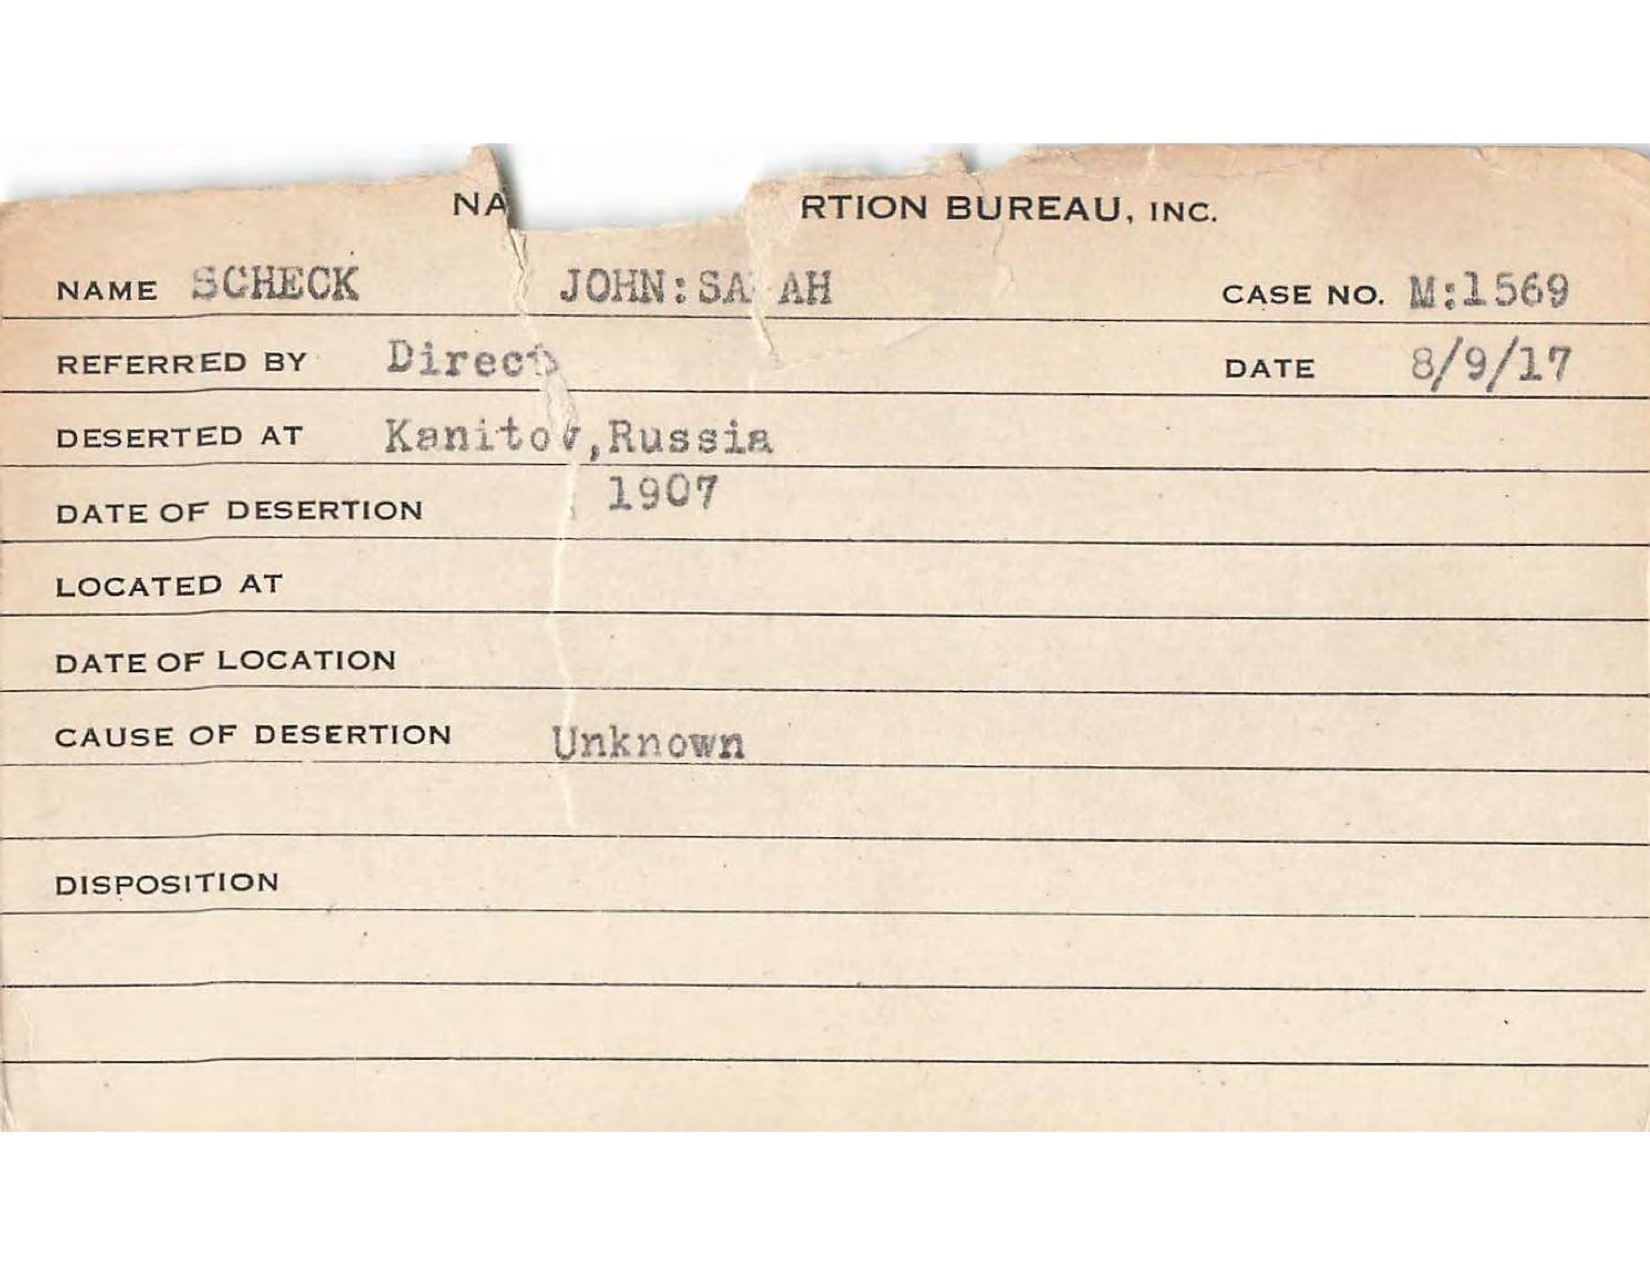 NA RTION BUREAU, INC.
NAME SCHECK JOHN:SA AH CASE NO. M:1569
REFERRED BY Direct DATE 8/9/17
DESERTED AT Kanitov,Russia
DATE OF DESERTION 1907
LOCATED AT
DATE OF LOCATION
CAUSE OF DESERTION Unknown
DISPOSITION